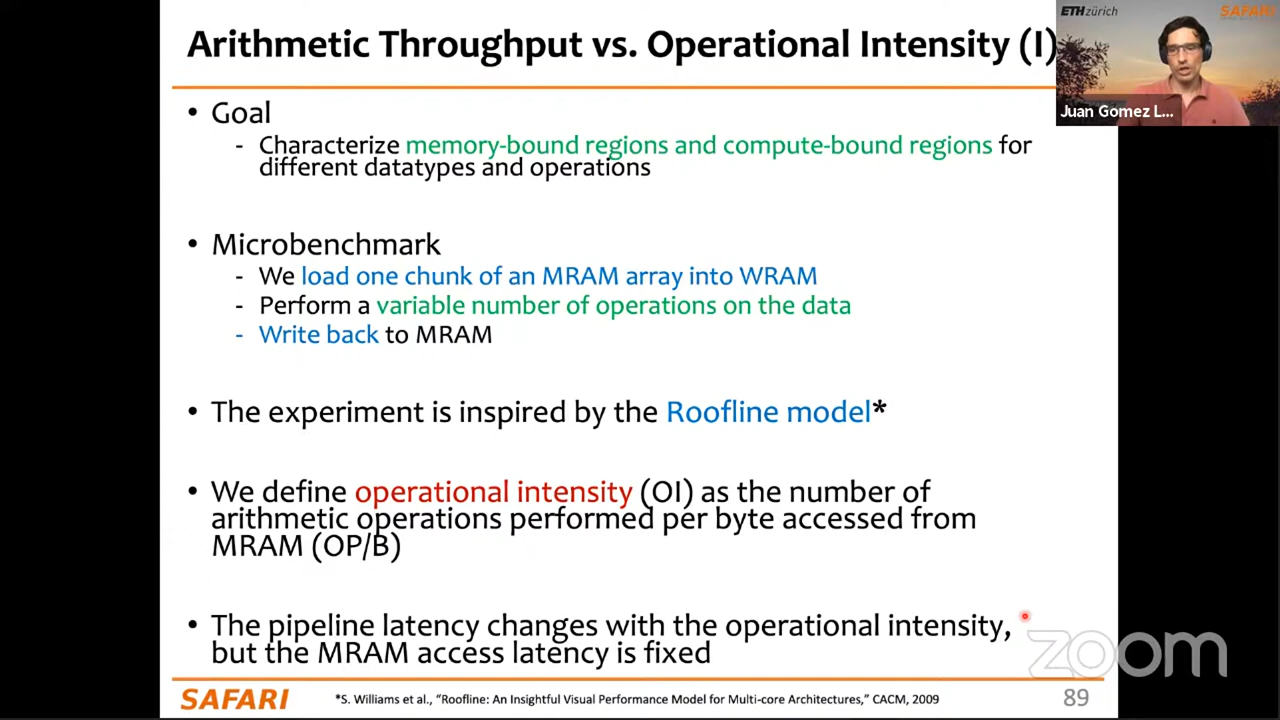 Arithmetic Throughput vs. Operational Intensity (I)
ETH zürich
SAFARI
Juan Gómez L...
• Goal
- Characterize memory-bound regions and compute-bound regions for
different datatypes and operations
• Microbenchmark
- We load one chunk of an MRAM array into WRAM
- Perform a variable number of operations on the data
- Write back to MRAM
• The experiment is inspired by the Roofline model*
• We define operational intensity (OI) as the number of
arithmetic operations performed per byte accessed from
MRAM (OP/B)
• The pipeline latency changes with the operational intensity,
but the MRAM access latency is fixed
zoom
SAFARI
*S. Williams et al., “Roofline: An Insightful Visual Performance Model for Multi-core Architectures,” CACM, 2009
89